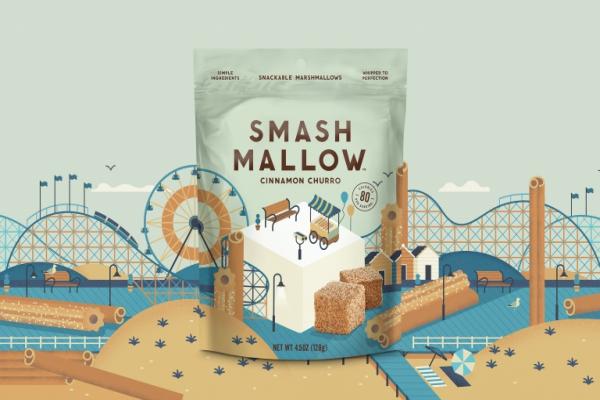 SIMPLE
INGREDIENTS
SNACKABLE MARSHMALLOWS
WHIPPED TO
PERFECTION
SMASH
MALLOW
CINNAMON CHURRO
80
NET WT 4.5OZ (128g)